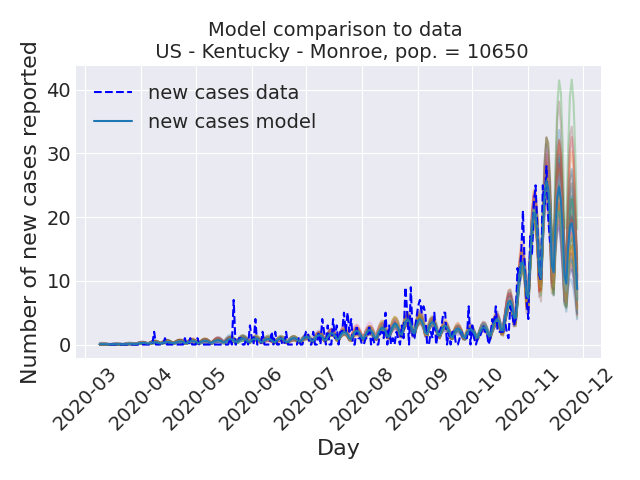 Model comparison to data
US - Kentucky - Monroe, pop. = 10650
Number of new cases reported
40
30
20
10
0
new cases data
new cases model
2020-03
2020-04
2020-05
2020-06
2020-07
2020-08
2020-09
2020-10
2020-11
2020-12
Day